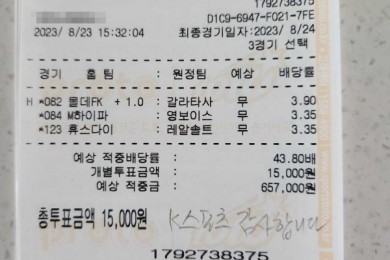 1792738375
D1C9-6947-F021-7FE
2023/ 8/23 15:32:04 최종경기일자:2023/ 8/24
3경기 선택
경기 홈 팀 : 원정팀 예상 배당률
H *082 몰데FK + 1.0 : 갈라타사 무 3.90
*084 M하이파 : 영보이스 무 3.35
*123 휴스다이 : 레알솔트 무 3.35
예상 적중배당률 : 43.80배
개별투표금액 : 15,000원
예상 적중금 : 657,000원
총투표금액 15,000원 K스포츠 감사합니다
1792738375